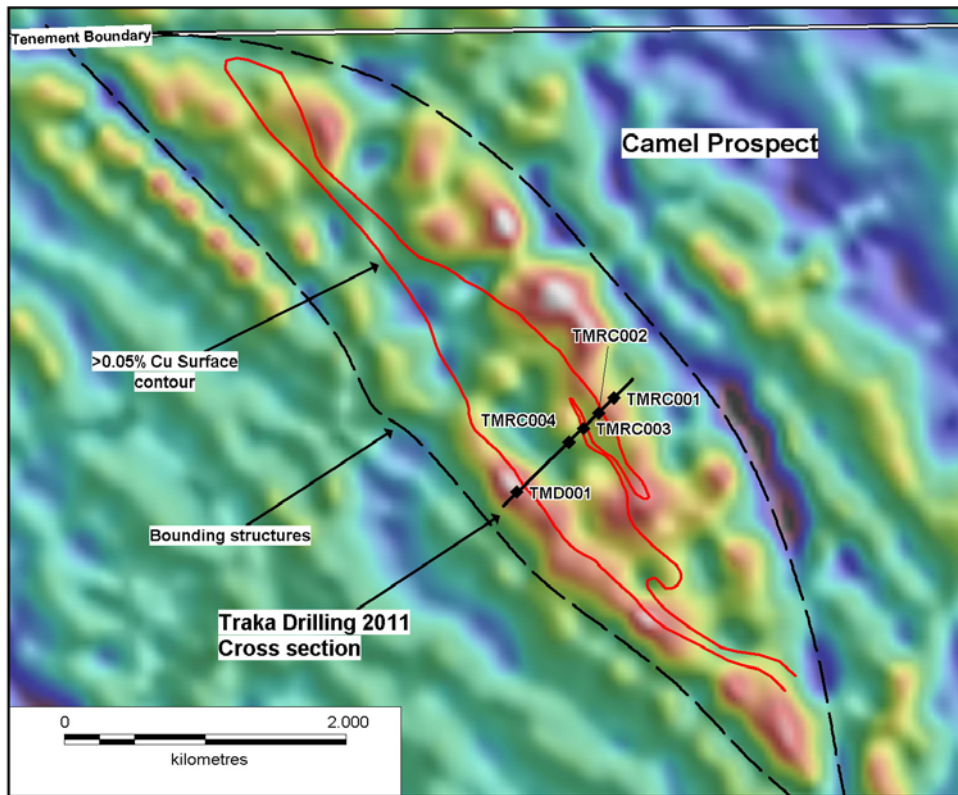 Tenement Boundary
Camel Prospect
TMRC002
>0.05% Cu Surface
contour
TMRC001
TMRC004
TMRC003
TMD001
Bounding structures
Traka Drilling 2011
Cross section
0 2.000
kilometres